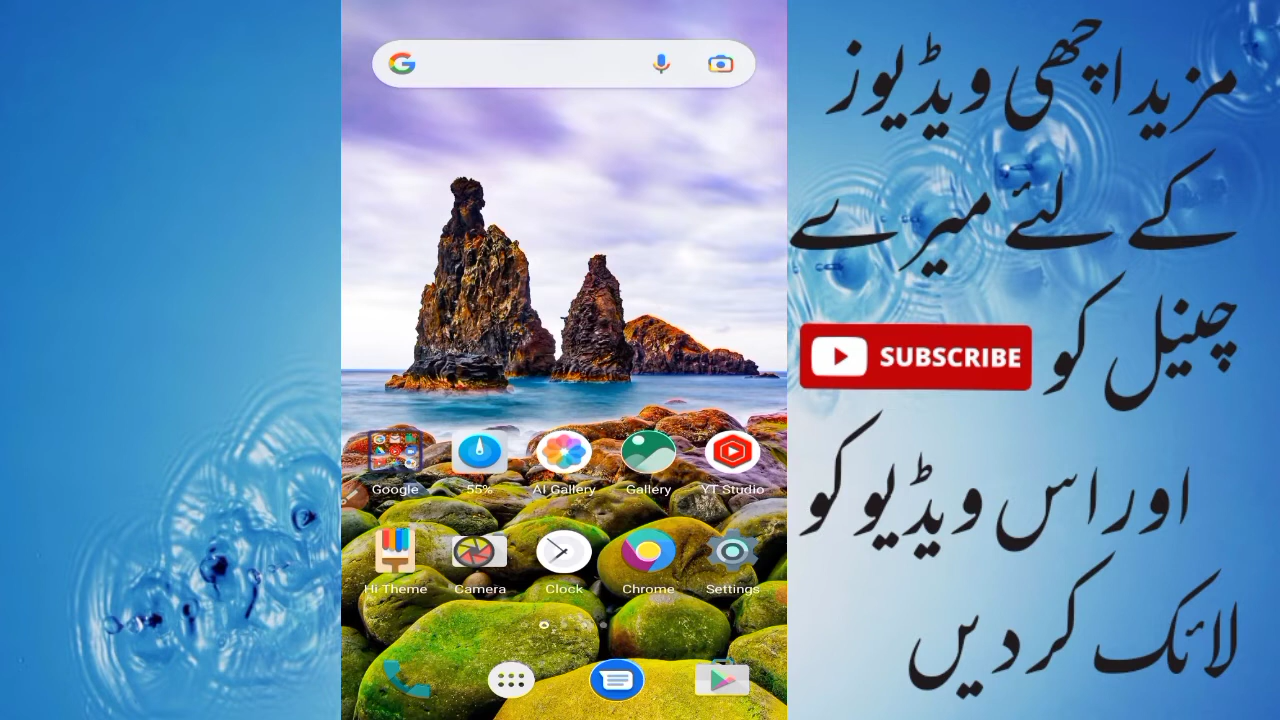 Google
55%
AI Gallery
Gallery
YT Studio
Hi Theme
Camera
Clock
Chrome
Settings
مزید اچھی ویڈیوز
کے لئے میرے
چینل کو SUBSCRIBE
اور اس ویڈیو کو
لائک کر دیں